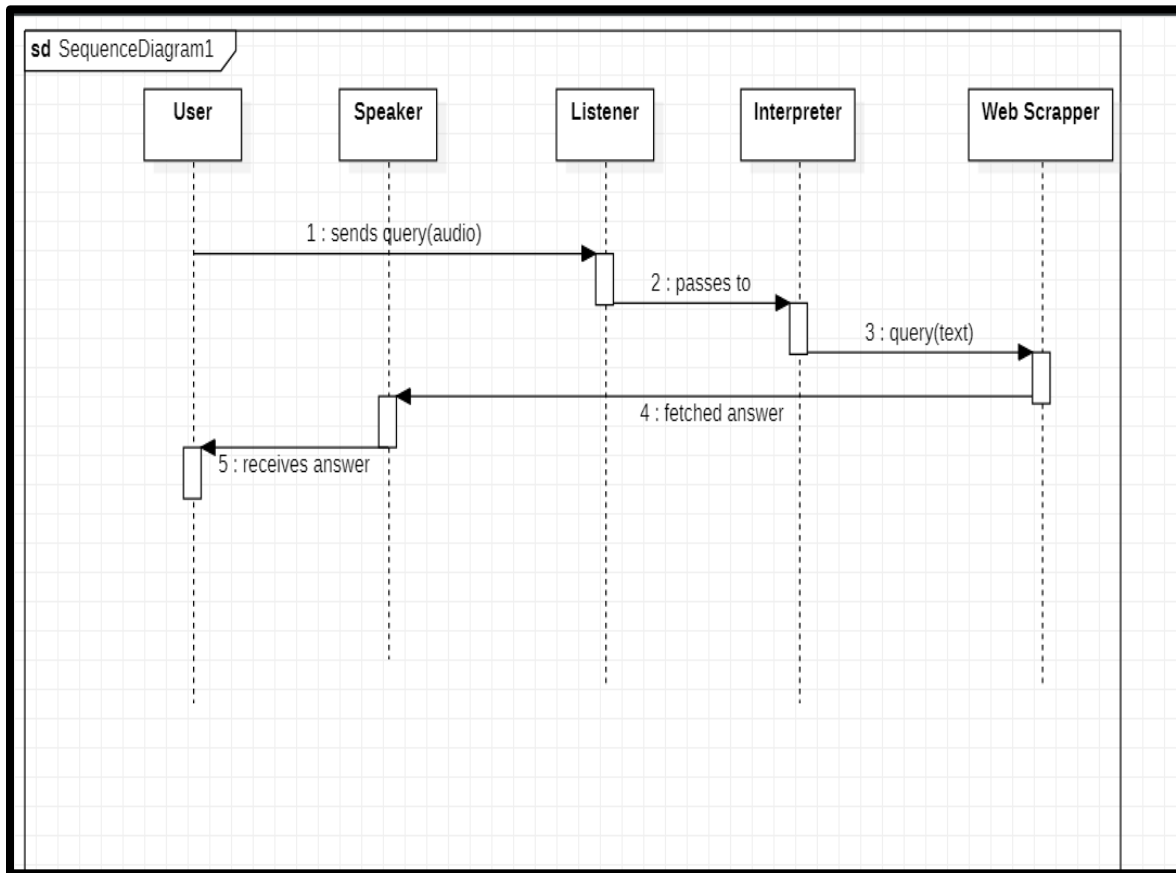 sd SequenceDiagram1
User
Speaker
Listener
Interpreter
Web Scrapper
1 : sends query(audio)
2 : passes to
3 : query(text)
4 : fetched answer
5 : receives answer